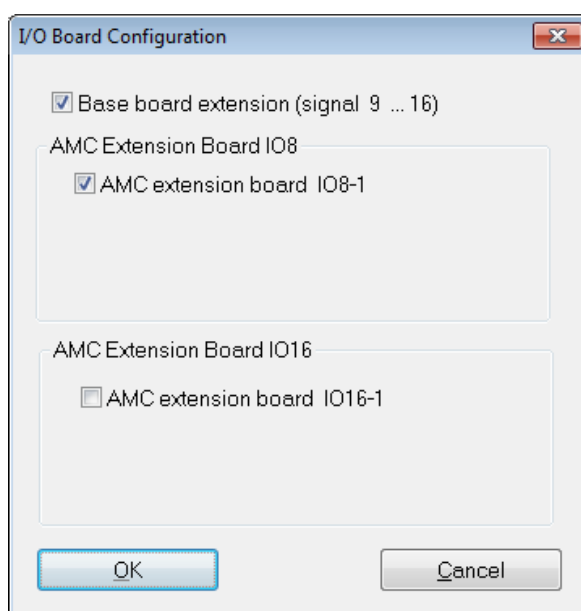 I/O Board Configuration
Base board extension (signal 9 ... 16)
AMC Extension Board IO8
AMC extension board IO8-1
AMC Extension Board IO16
AMC extension board IO16-1
OK
Cancel